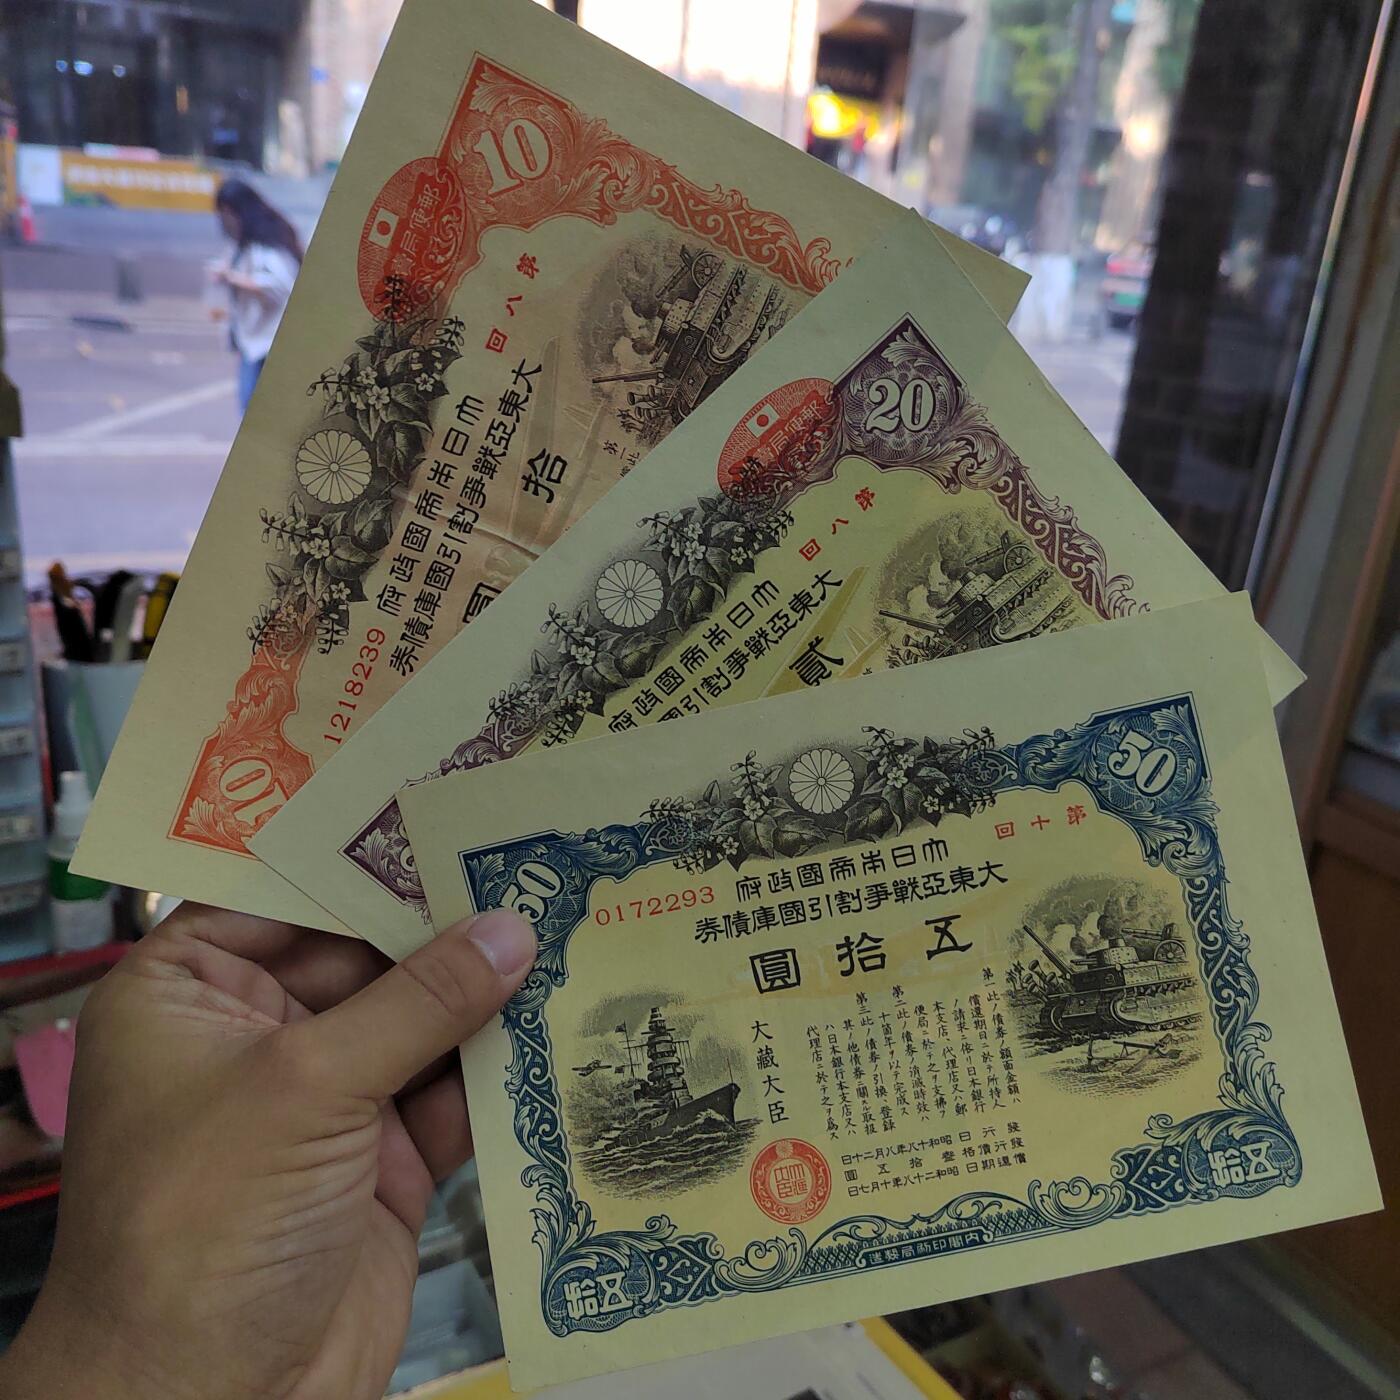 10
郵便局
第八回
大日本帝國政府
大東亞戰爭割引國庫債券
1218239
拾圓
10
20
郵便局
第八回
大日本帝國政府
大東亞戰爭割引國
貳
50
50
第十回
大日本帝國政府
0172293
大東亞戰爭割引國庫債券
五拾圓
第一 此ノ債券ノ額面金額ハ
償還期日ニ於テ所持人
ノ請求ニ依リ日本銀行
本支店、代理店又ハ郵
便局ニ於テ之ヲ支拂フ
第二 此ノ債券ノ消滅時效ハ
十箇年ヲ以テ完成ス
第三 此ノ債券ノ引換、登錄
其ノ他債券ニ關スル取扱
ハ日本銀行本支店又ハ
代理店ニ於テ之ヲ爲ス
發行日 昭和十八年八月二十日
發行價格 叁拾五圓
償還期日 昭和二十八年十月七日
大藏大臣
五拾
五拾
内閣印刷局製造